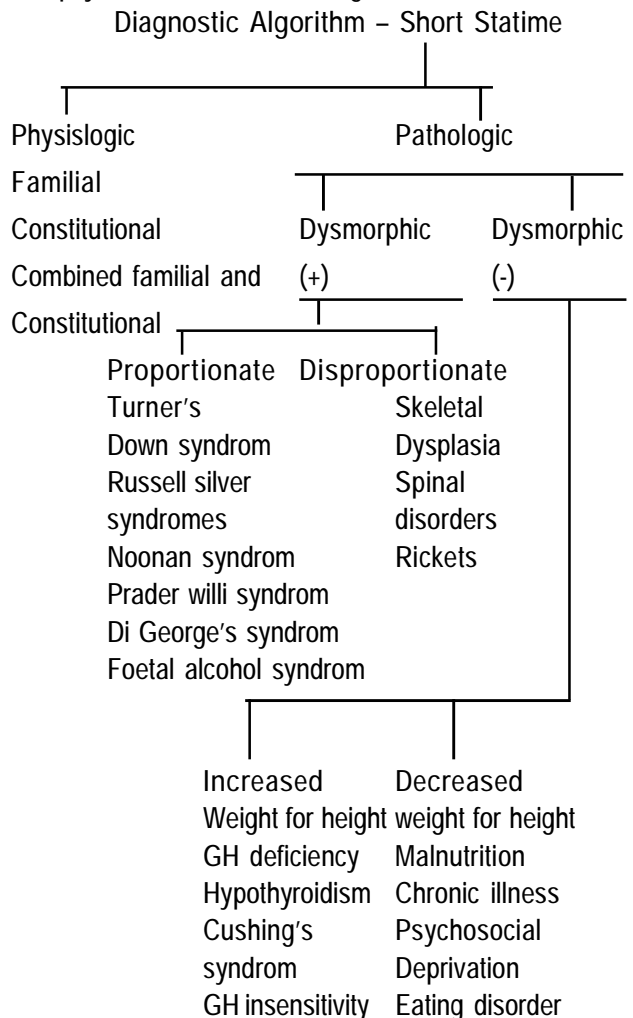 Diagnostic Algorithm – Short Statime
Physislogic Pathologic
Familial
Constitutional Dysmorphic Dysmorphic
Combined familial and (+) (-)
Constitutional
Proportionate Disproportionate
Turner's Skeletal
Down syndrom Dysplasia
Russell silver Spinal
syndromes disorders
Noonan syndrom Rickets
Prader willi syndrom
Di George's syndrom
Foetal alcohol syndrom
Increased Decreased
Weight for height weight for height
GH deficiency Malnutrition
Hypothyroidism Chronic illness
Cushing's Psychosocial
syndrom Deprivation
GH insensitivity Eating disorder